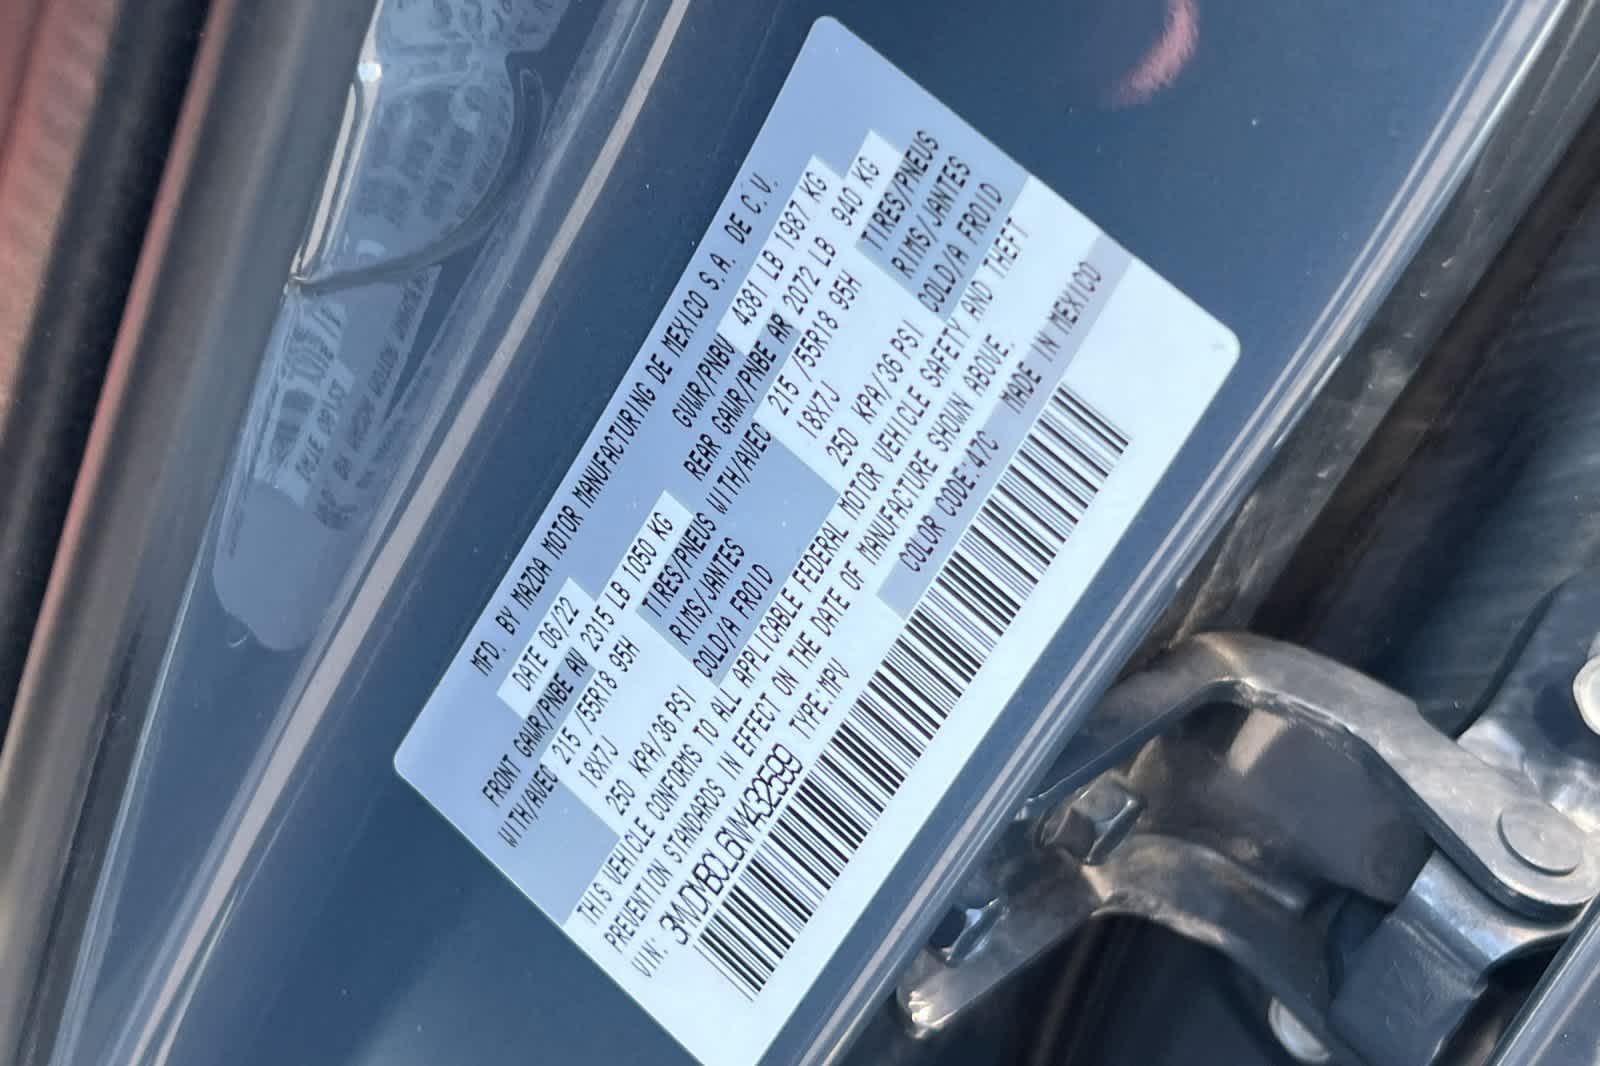 MFD. BY MAZDA MOTOR MANUFACTURING DE MEXICO S.A. DE C.V.
DATE 06/22 GVWR/PNBV 4381 LB 1987 KG
FRONT GAWR/PNBE AV 2315 LB 1050 KG REAR GAWR/PNBE AR 2072 LB 940 KG
WITH/AVEC 215 /55R18 95H TIRES/PNEUS WITH/AVEC 215 /55R18 95H TIRES/PNEUS
18X7J RIMS/JANTES 18X7J RIMS/JANTES
250 KPA/36 PSI COLD/A FROID 250 KPA/36 PSI COLD/A FROID
THIS VEHICLE CONFORMS TO ALL APPLICABLE FEDERAL MOTOR VEHICLE SAFETY AND THEFT
PREVENTION STANDARDS IN EFFECT ON THE DATE OF MANUFACTURE SHOWN ABOVE.
VIN: 3MVDMBCL6NM432599 TYPE:MPV COLOR CODE:47C MADE IN MEXICO